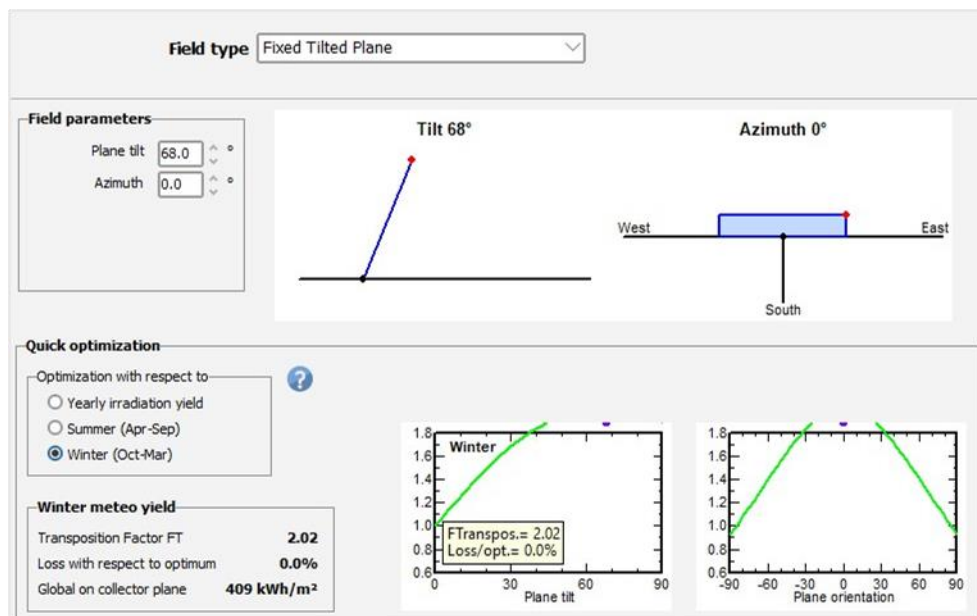 Field type Fixed Tilted Plane
Field parameters
Plane tilt 68.0 °
Azimuth 0.0 °
Tilt 68°
Azimuth 0°
West East
South
Quick optimization
Optimization with respect to
Yearly irradiation yield
Summer (Apr-Sep)
Winter (Oct-Mar)
?
Winter meteo yield
Transposition Factor FT 2.02
Loss with respect to optimum 0.0%
Global on collector plane 409 kWh/m²
Winter
1.8
1.6
1.4
1.2
1.0
0.8
0.6
FTranspos.= 2.02
Loss/opt.= 0.0%
0 30 60 90
Plane tilt
1.8
1.6
1.4
1.2
1.0
0.8
0.6
-90 -60 -30 0 30 60 90
Plane orientation